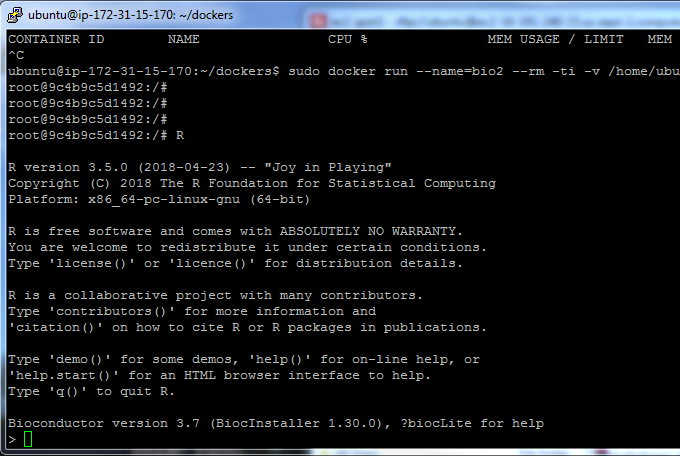 ubuntu@ip-172-31-15-170: ~/dockers
CONTAINER ID NAME CPU % MEM USAGE / LIMIT MEM
^C
ubuntu@ip-172-31-15-170:~/dockers$ sudo docker run --name=bio2 --rm -ti -v /home/ubu
root@9c4b9c5d1492:/#
root@9c4b9c5d1492:/#
root@9c4b9c5d1492:/#
root@9c4b9c5d1492:/# R
R version 3.5.0 (2018-04-23) -- "Joy in Playing"
Copyright (C) 2018 The R Foundation for Statistical Computing
Platform: x86_64-pc-linux-gnu (64-bit)
R is free software and comes with ABSOLUTELY NO WARRANTY.
You are welcome to redistribute it under certain conditions.
Type 'license()' or 'licence()' for distribution details.
R is a collaborative project with many contributors.
Type 'contributors()' for more information and
'citation()' on how to cite R or R packages in publications.
Type 'demo()' for some demos, 'help()' for on-line help, or
'help.start()' for an HTML browser interface to help.
Type 'q()' to quit R.
Bioconductor version 3.7 (BiocInstaller 1.30.0), ?biocLite for help
>